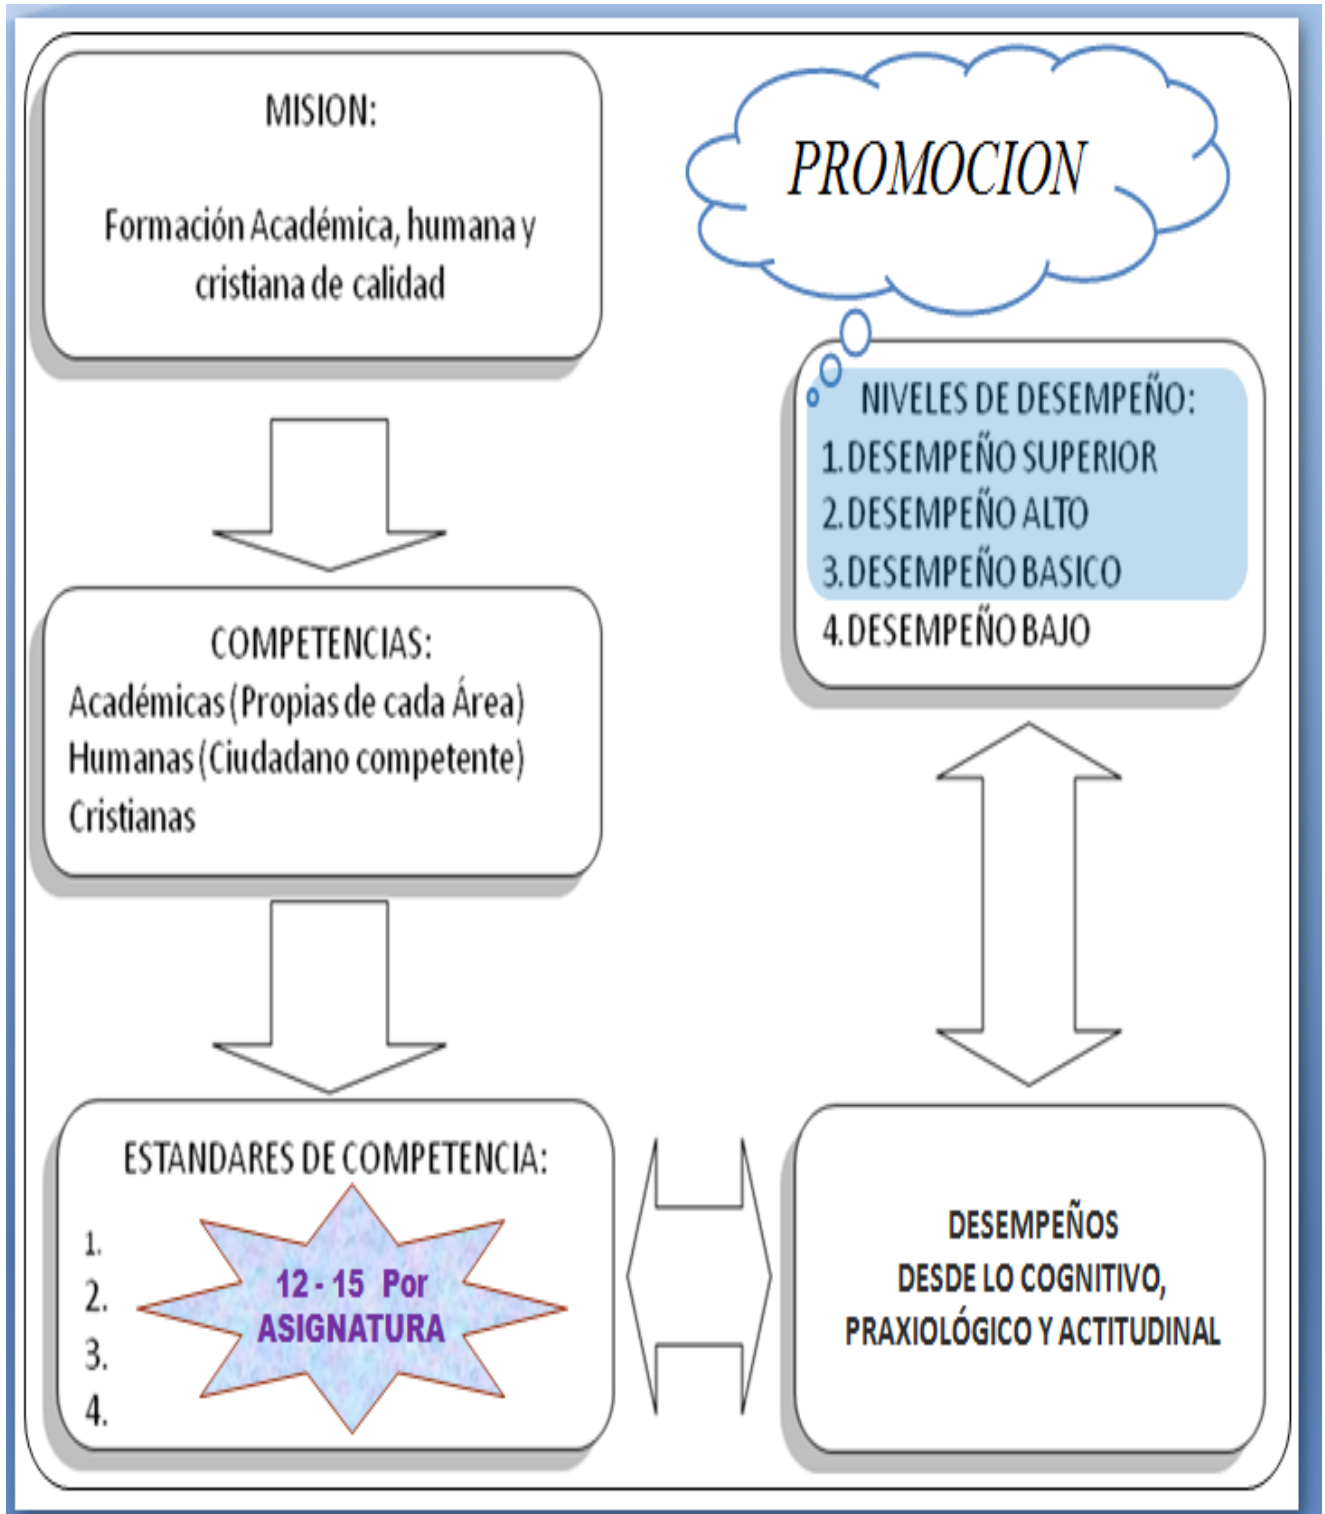 MISION:
Formación Académica, humana y
cristiana de calidad
COMPETENCIAS:
Académicas (Propias de cada Área)
Humanas (Ciudadano competente)
Cristianas
ESTANDARES DE COMPETENCIA:
1.
2.
3.
4.
12 - 15 Por
ASIGNATURA
DESEMPEÑOS
DESDE LO COGNITIVO,
PRAXIOLÓGICO Y ACTITUDINAL
NIVELES DE DESEMPEÑO:
1. DESEMPEÑO SUPERIOR
2. DESEMPEÑO ALTO
3. DESEMPEÑO BASICO
4. DESEMPEÑO BAJO
PROMOCION